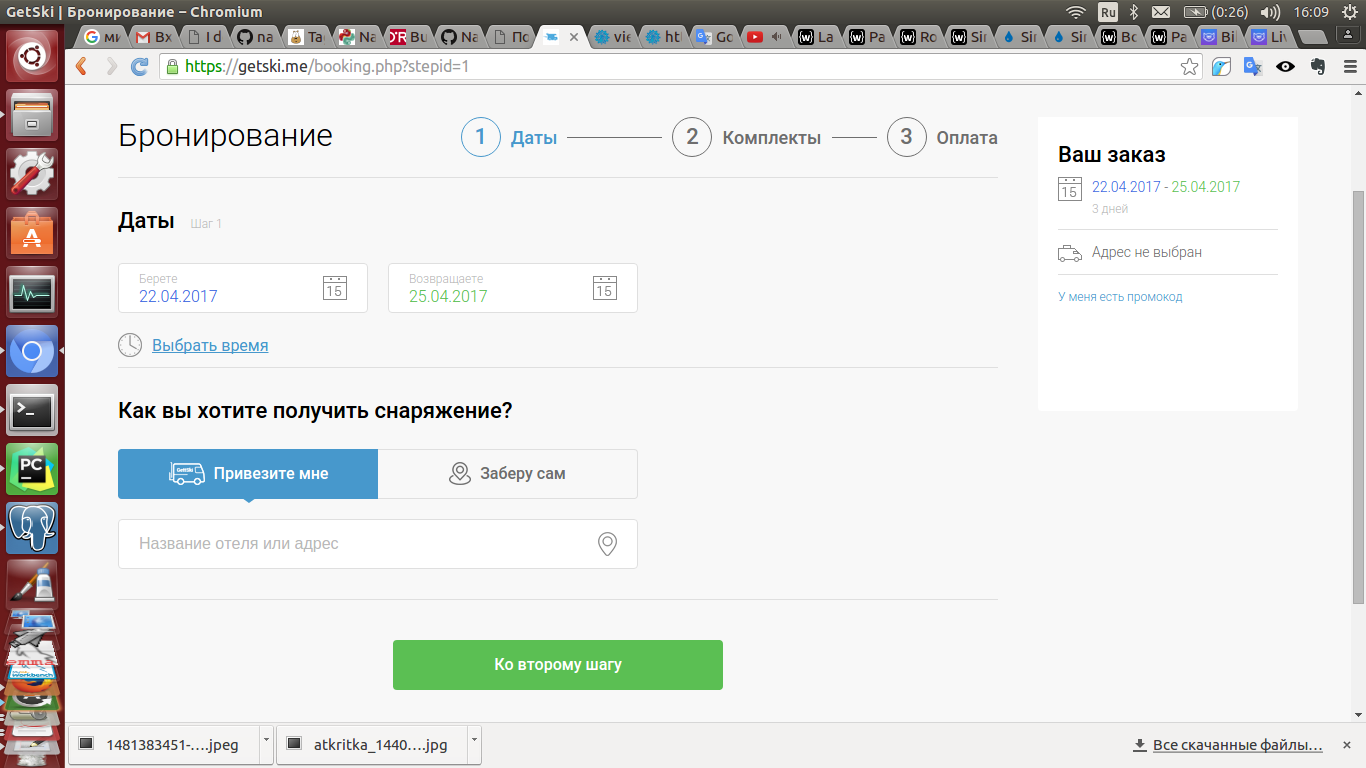 GetSki | Бронирование – Chromium
Ru
(0:26)
16:09
ми
Вх
I d
na
Ta
Na
D'R
Bu
Na
По
vie
ht
Go
La
Pa
Ro
Sir
Sir
Sir
Bo
Pa
Bil
Liv
https://getski.me/booking.php?stepid=1
Бронирование
1 Даты
2 Комплекты
3 Оплата
Даты Шаг 1
Берете
22.04.2017
15
Возвращаете
25.04.2017
15
Выбрать время
Как вы хотите получить снаряжение?
GetSki
Привезите мне
Заберу сам
Название отеля или адрес
Ко второму шагу
Ваш заказ
15
22.04.2017 - 25.04.2017
3 дней
Адрес не выбран
У меня есть промокод
PC
Workbench
1481383451-....jpeg
atkritka_1440....jpg
Все скачанные файлы...